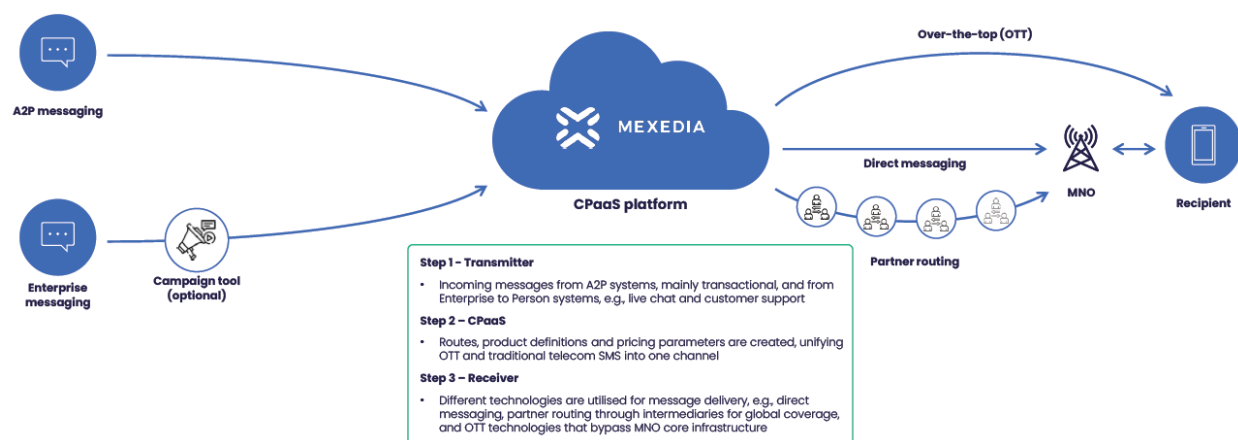 Over-the-top (OTT)
A2P messaging
MEXEDIA
CPaaS platform
Direct messaging
MNO
Recipient
Enterprise
messaging
Campaign tool
(optional)
Partner routing
Step 1 - Transmitter
• Incoming messages from A2P systems, mainly transactional, and from
Enterprise to Person systems, e.g., live chat and customer support
Step 2 – CPaaS
• Routes, product definitions and pricing parameters are created, unifying
OTT and traditional telecom SMS into one channel
Step 3 – Receiver
• Different technologies are utilised for message delivery, e.g., direct
messaging, partner routing through intermediaries for global coverage,
and OTT technologies that bypass MNO core infrastructure